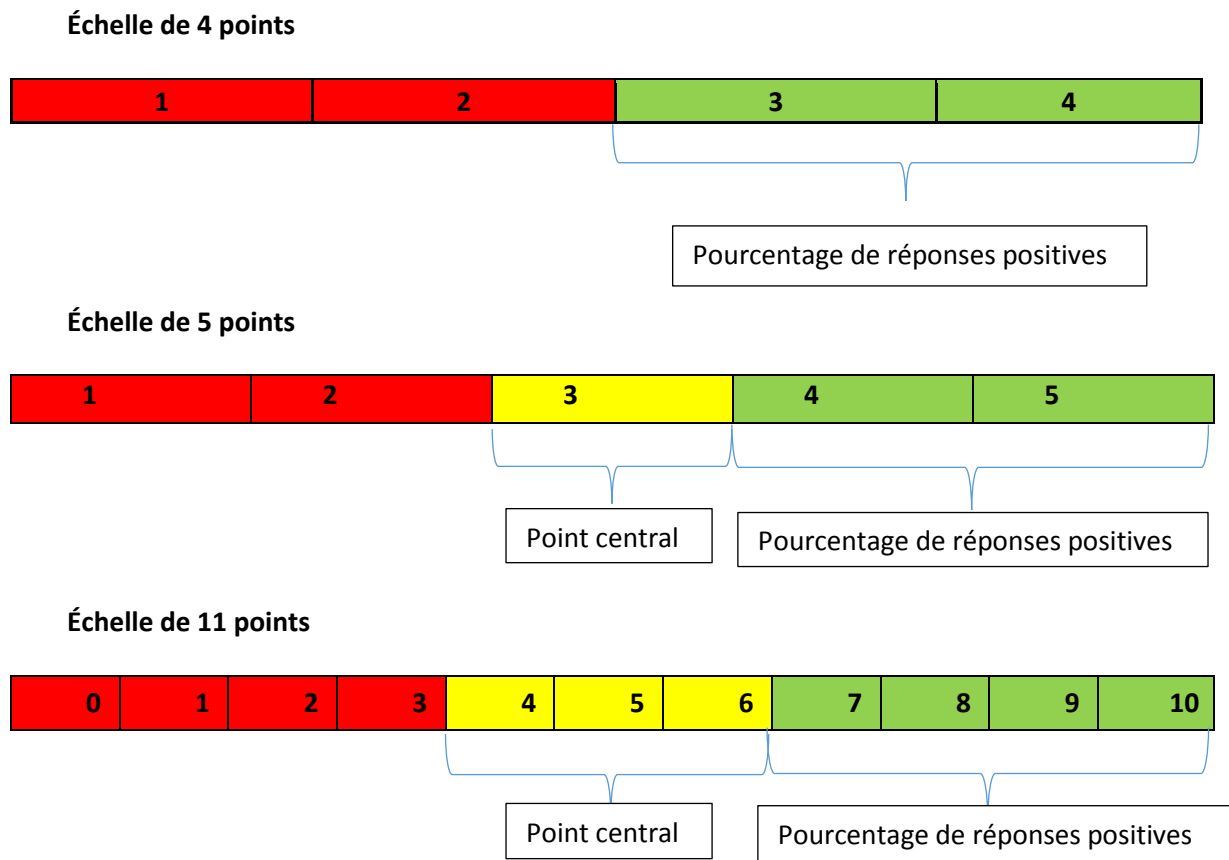 Échelle de 4 points
1 2 3 4
Pourcentage de réponses positives
Échelle de 5 points
1 2 3 4 5
Point central Pourcentage de réponses positives
Échelle de 11 points
0 1 2 3 4 5 6 7 8 9 10
Point central Pourcentage de réponses positives